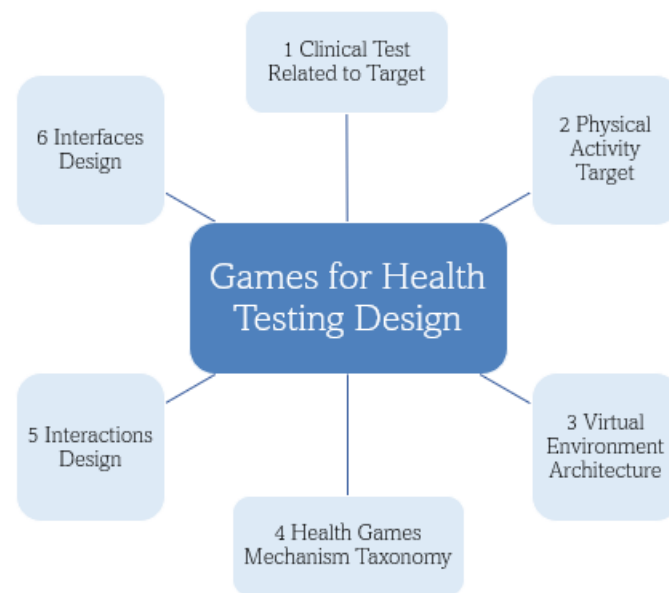 1 Clinical Test
Related to Target
2 Physical
Activity
Target
3 Virtual
Environment
Architecture
4 Health Games
Mechanism Taxonomy
5 Interactions
Design
6 Interfaces
Design
Games for Health
Testing Design